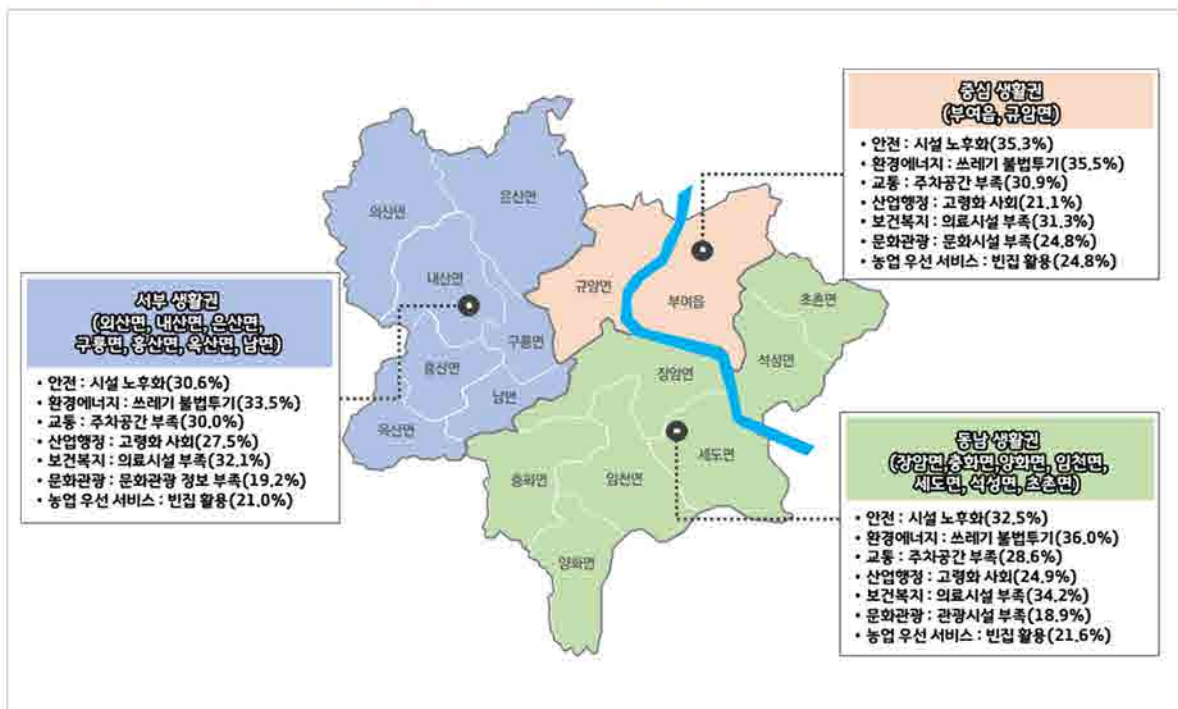 중심 생활권
(부여읍, 규암면)
• 안전 : 시설 노후화(35.3%)
• 환경에너지 : 쓰레기 불법투기(35.5%)
• 교통 : 주차공간 부족(30.9%)
• 산업행정 : 고령화 사회(21.1%)
• 보건복지 : 의료시설 부족(31.3%)
• 문화관광 : 문화시설 부족(24.8%)
• 농업 우선 서비스 : 빈집 활용(24.8%)
은산면
외산면
내산면
규암면
부여읍
초촌면
구룡면
석성면
홍산면
장암면
남면
옥산면
세도면
충화면
임천면
양화면
서부 생활권
(외산면, 내산면, 은산면,
구룡면, 홍산면, 옥산면, 남면)
• 안전 : 시설 노후화(30.6%)
• 환경에너지 : 쓰레기 불법투기(33.5%)
• 교통 : 주차공간 부족(30.0%)
• 산업행정 : 고령화 사회(27.5%)
• 보건복지 : 의료시설 부족(32.1%)
• 문화관광 : 문화관광 정보 부족(19.2%)
• 농업 우선 서비스 : 빈집 활용(21.0%)
동남 생활권
(장암면,충화면,양화면, 임천면,
세도면, 석성면, 초촌면)
• 안전 : 시설 노후화(32.5%)
• 환경에너지 : 쓰레기 불법투기(36.0%)
• 교통 : 주차공간 부족(28.6%)
• 산업행정 : 고령화 사회(24.9%)
• 보건복지 : 의료시설 부족(34.2%)
• 문화관광 : 관광시설 부족(18.9%)
• 농업 우선 서비스 : 빈집 활용(21.6%)